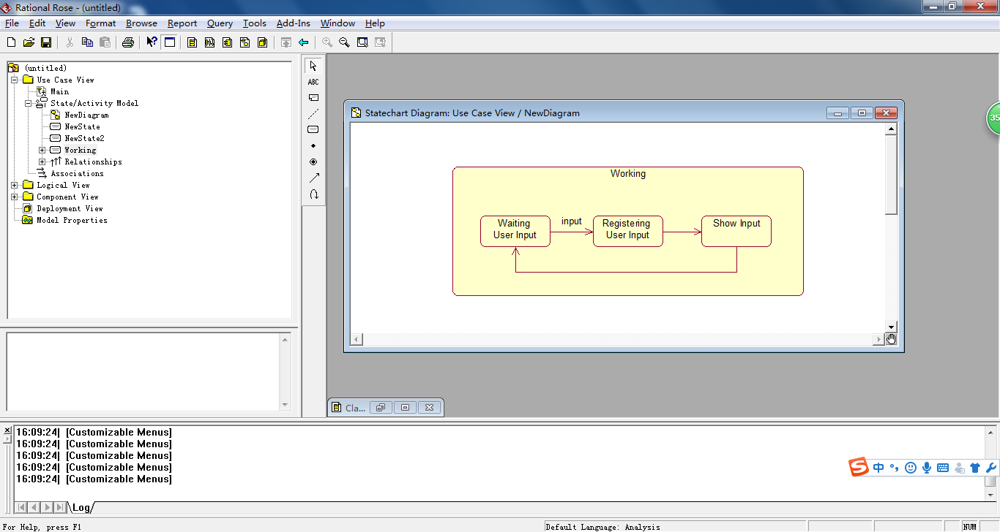 Rational Rose - (untitled)
File Edit View Format Browse Report Query Tools Add-Ins Window Help
(untitled)
Use Case View
Main
State/Activity Model
NewDiagram
NewState
NewState2
Working
Relationships
Associations
Logical View
Component View
Deployment View
Model Properties
ABC
Statechart Diagram: Use Case View / NewDiagram
Working
Waiting
User Input
input
Registering
User Input
Show Input
35
Cla...
16:09:24| [Customizable Menus]
16:09:24| [Customizable Menus]
16:09:24| [Customizable Menus]
16:09:24| [Customizable Menus]
16:09:24| [Customizable Menus]
S 中 °,
Log
For Help, press F1
Default Language: Analysis
NUM